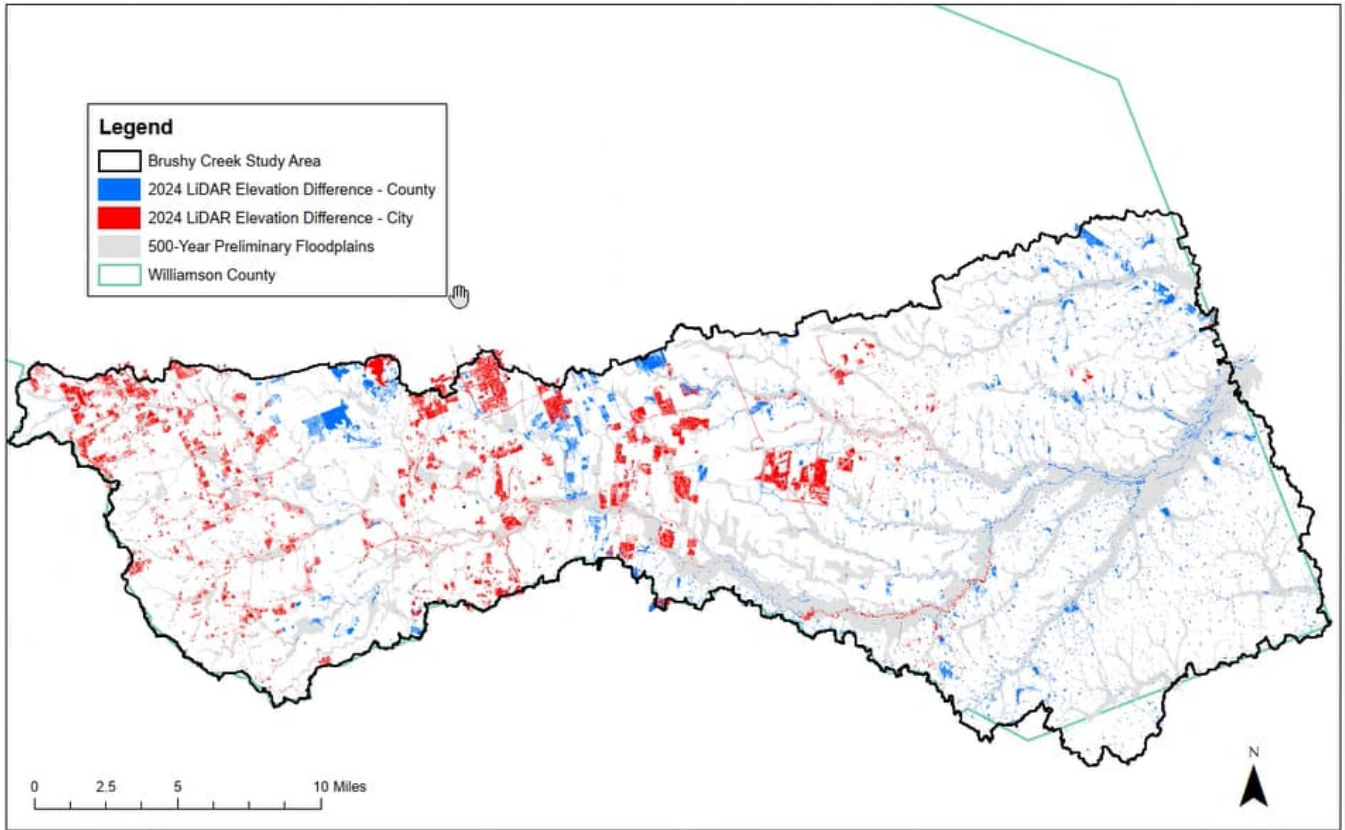 Legend
Brushy Creek Study Area
2024 LiDAR Elevation Difference - County
2024 LiDAR Elevation Difference - City
500-Year Preliminary Floodplains
Williamson County
N
0 2.5 5 10 Miles